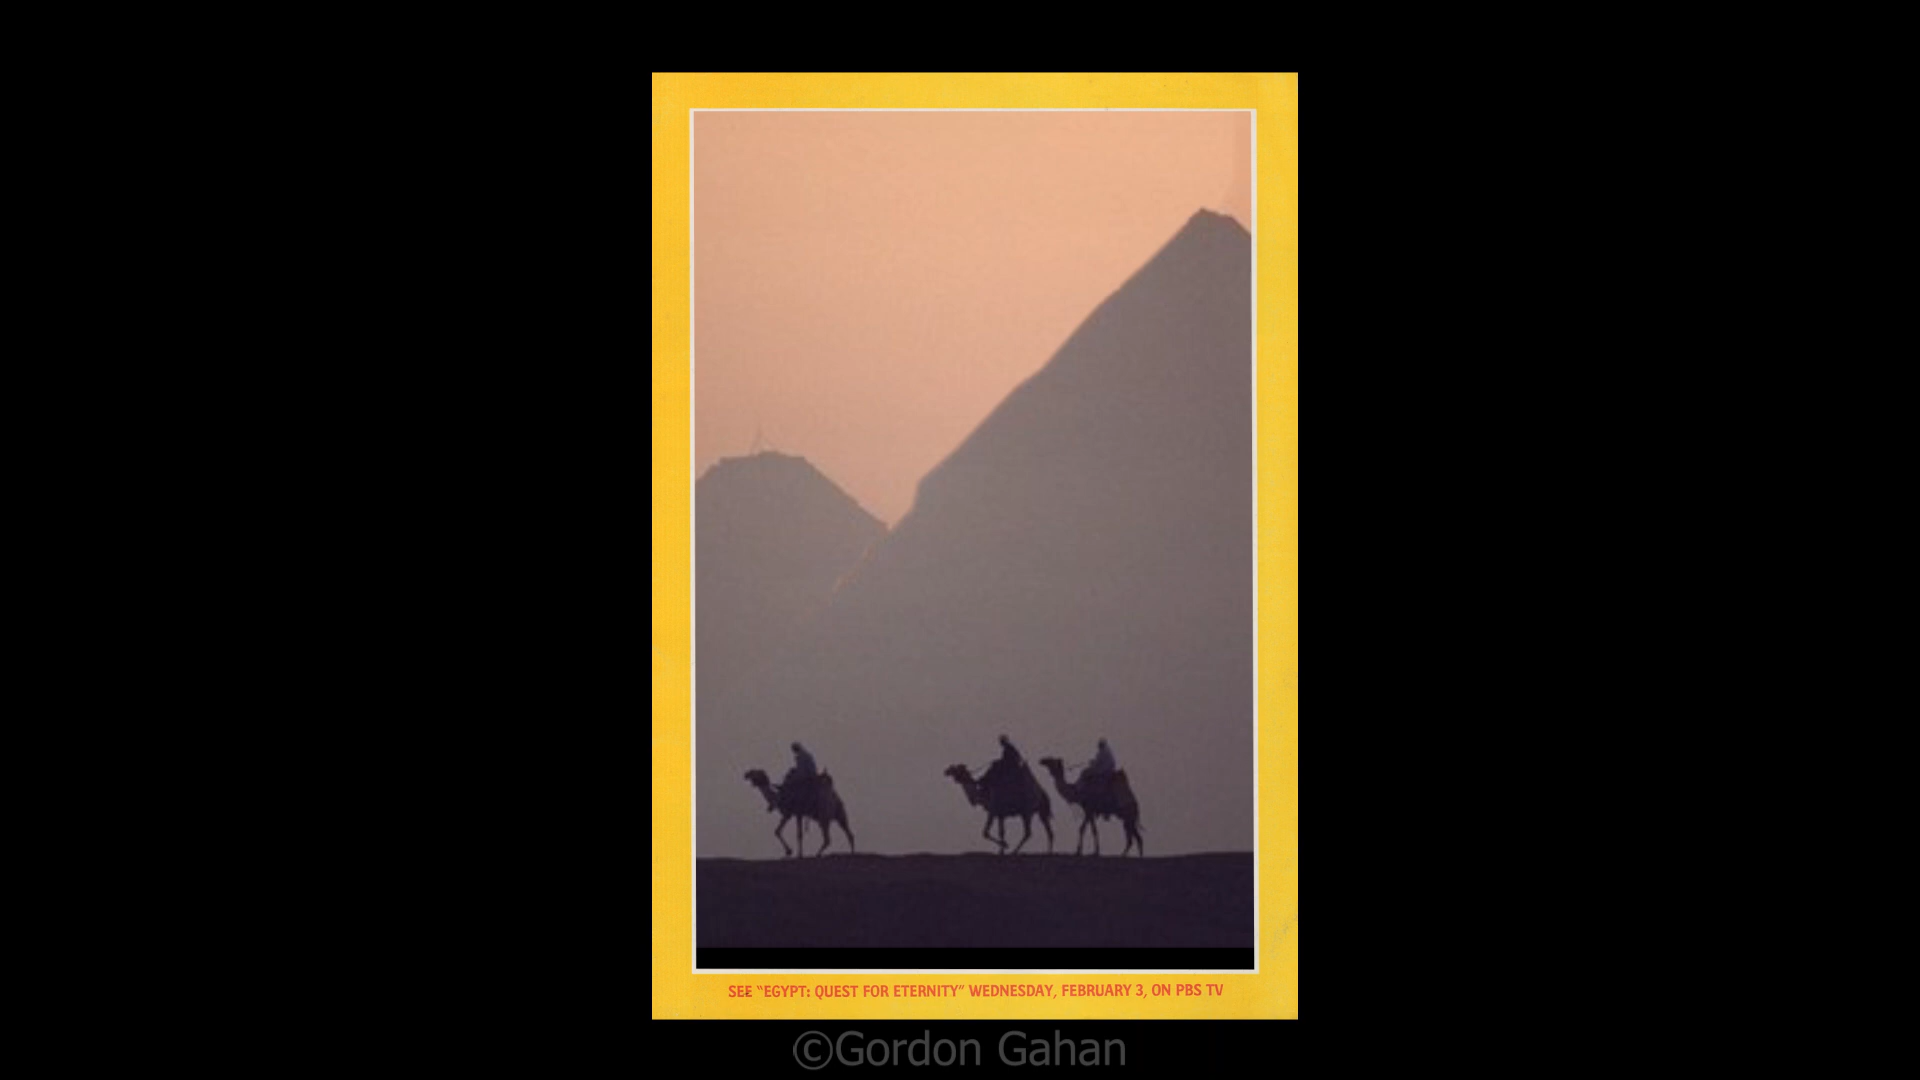 SEE "EGYPT: QUEST FOR ETERNITY" WEDNESDAY, FEBRUARY 3, ON PBS TV
©Gordon Gahan